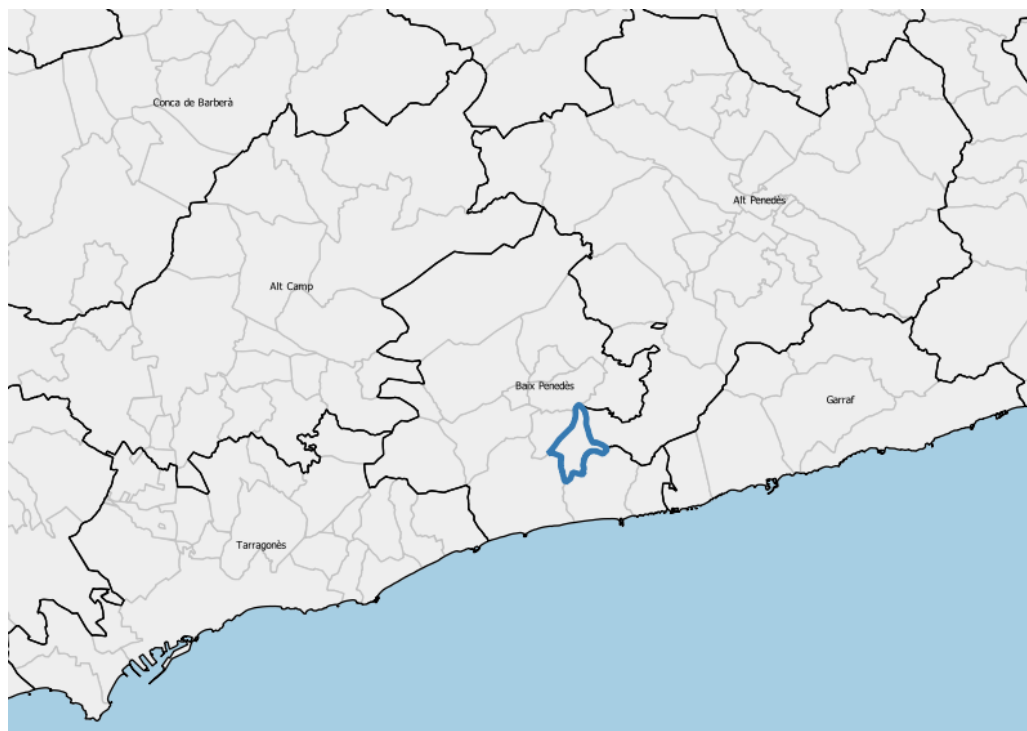 Conca de Barberà
Alt Penedès
Alt Camp
Baix Penedès
Garraf
Tarragonès